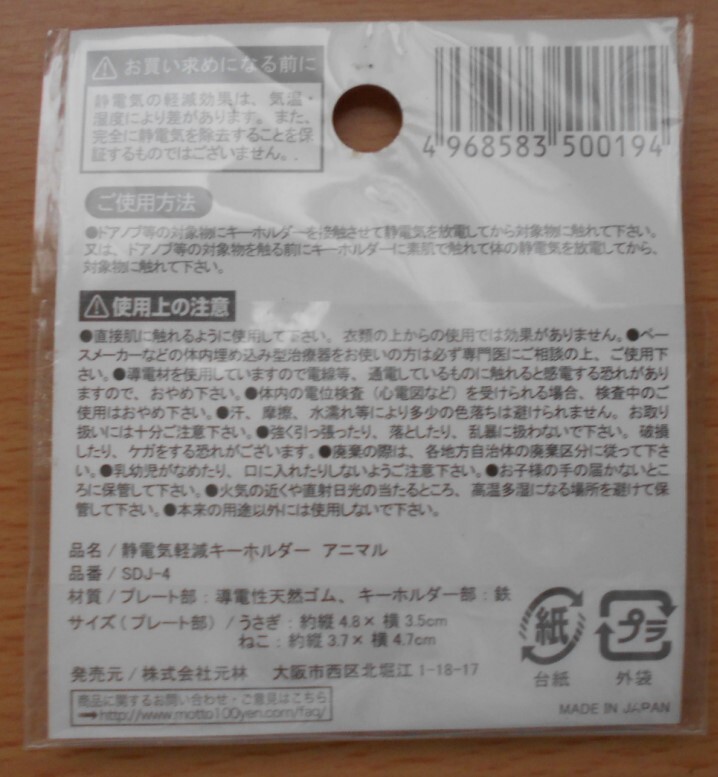 ⚠ お買い求めになる前に
静電気の軽減効果は、気温・
湿度により差があります。また、
完全に静電気を除去することを保
証するものではございません。.
4 968583 500194
ご使用方法
●ドアノブ等の対象物にキーホルダーを接触させて静電気を放電してから対象物に触れて下さい。
又は、ドアノブ等の対象物を触る前にキーホルダーに素肌で触れて体の静電気を放電してから、
対象物に触れて下さい。
⚠ 使用上の注意
●直接肌に触れるように使用して下さい。衣類の上からの使用では効果がありません。●ペー
スメーカーなどの体内埋め込み型治療器をお使いの方は必ず専門医にご相談の上、ご使用下
さい。●導電材を使用していますので電線等、通電しているものに触れると感電する恐れがあり
ますので、おやめ下さい。●体内の電位検査（心電図など）を受けられる場合、検査中のご
使用はおやめ下さい。●汗、摩擦、水濡れ等により多少の色落ちは避けられません。お取り
扱いには十分ご注意下さい。●強く引っ張ったり、落としたり、乱暴に扱わないで下さい。破損
したり、ケガをする恐れがございます。●廃棄の際は、各地方自治体の廃棄区分に従って下さ
い。●乳幼児がなめたり、口に入れたりしないようご注意下さい。●お子様の手の届かないとこ
ろに保管して下さい。●火気の近くや直射日光の当たるところ、高温多湿になる場所を避けて保
管して下さい。●本来の用途以外には使用しないで下さい。
品名 / 静電気軽減キーホルダー アニマル
品番 / SDJ-4
材質 / プレート部：導電性天然ゴム、キーホルダー部：鉄
サイズ（プレート部）/ うさぎ：約縦 4.8× 横 3.5cm
ねこ：約縦 3.7× 横 4.7cm
発売元 / 株式会社元林 大阪市西区北堀江 1-18-17
商品に関するお問い合わせ・ご意見はこちら
→http://www.motto100yen.com/faq/
紙
台紙
プラ
外袋
MADE IN JAPAN